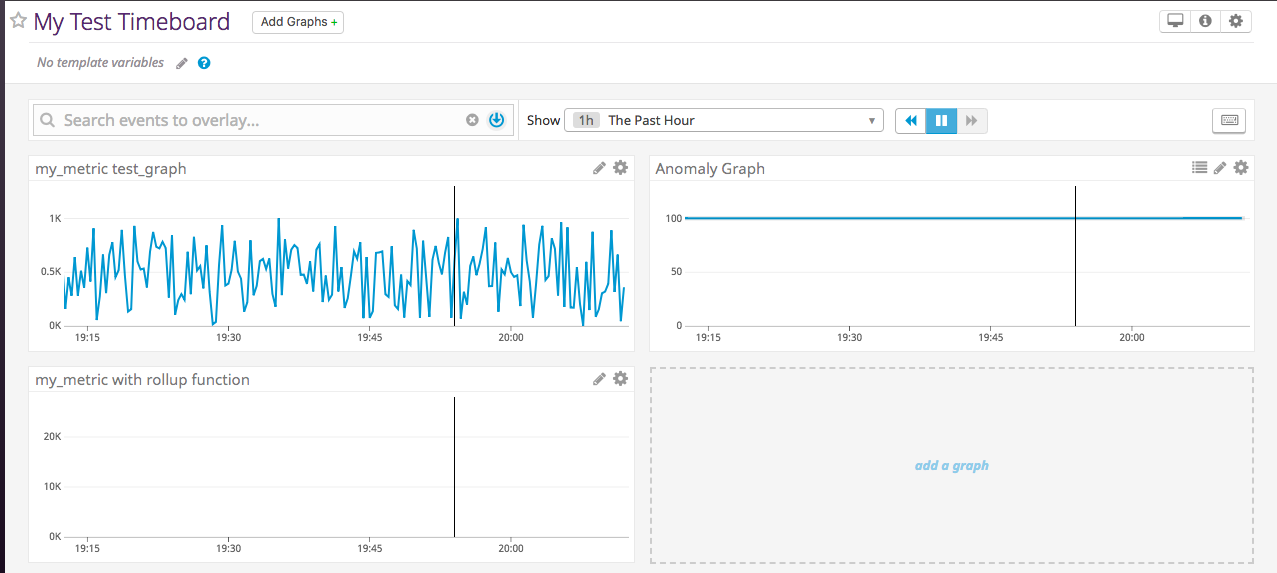 My Test Timeboard
Add Graphs +
No template variables
?
Search events to overlay...
Show
1h The Past Hour
my_metric test_graph
1K
0.5K
0K
19:15 19:30 19:45 20:00
Anomaly Graph
100
50
0
19:15 19:30 19:45 20:00
my_metric with rollup function
20K
10K
0K
19:15 19:30 19:45 20:00
add a graph